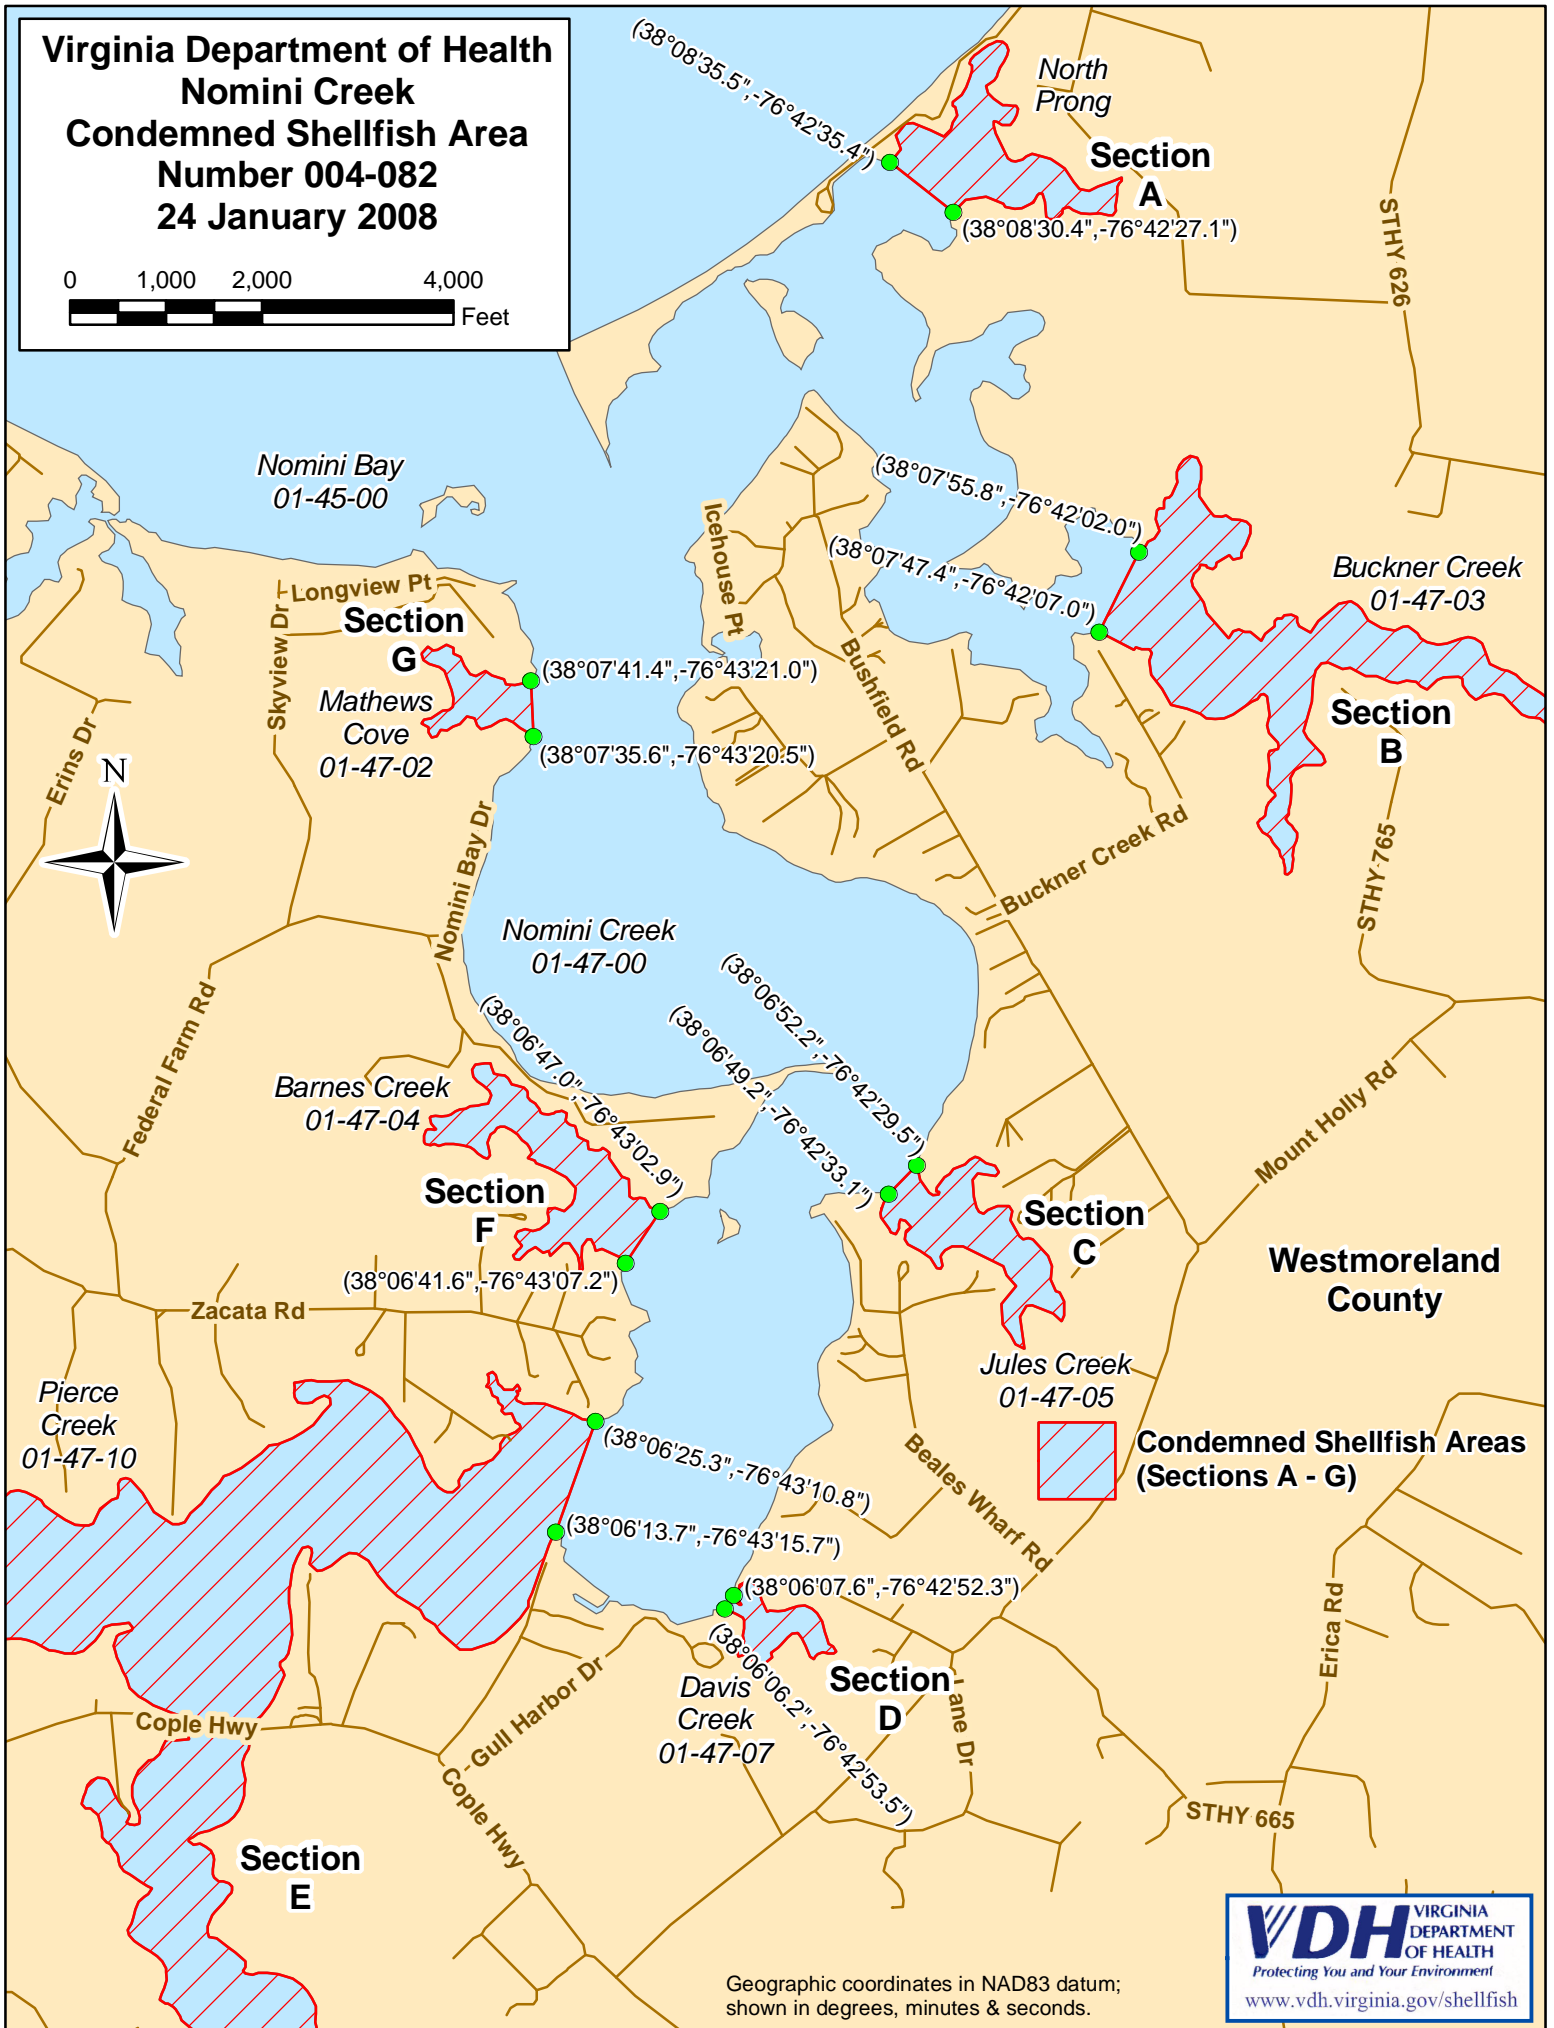 Virginia Department of Health
Nomini Creek
Condemned Shellfish Area
Number 004-082
24 January 2008
0 1,000 2,000 4,000
Feet
(38°08'35.5",-76°42'35.4")
North
Prong
Section
A
(38°08'30.4",-76°42'27.1")
STHY 626
Nomini Bay
01-45-00
(38°07'55.8",-76°42'02.0")
(38°07'47.4",-76°42'07.0")
Buckner Creek
01-47-03
Icehouse Pt
Longview Pt
Section
G
Skyview Dr
(38°07'41.4",-76°43'21.0")
Mathews
Cove
01-47-02
(38°07'35.6",-76°43'20.5")
Bushfield Rd
Section
B
Erins Dr
N
Nomini Bay Dr
Buckner Creek Rd
STHY 765
Nomini Creek
01-47-00
(38°06'52.2",-76°42'29.5")
(38°06'49.2",-76°42'33.1")
(38°06'47.0",-76°43'02.9")
Federal Farm Rd
Barnes Creek
01-47-04
Mount Holly Rd
Section
F
Section
C
(38°06'41.6",-76°43'07.2")
Westmoreland
County
Zacata Rd
Jules Creek
01-47-05
Pierce
Creek
01-47-10
(38°06'25.3",-76°43'10.8")
Condemned Shellfish Areas
(Sections A - G)
Beales Wharf Rd
(38°06'13.7",-76°43'15.7")
(38°06'07.6",-76°42'52.3")
Erica Rd
(38°06'06.2",-76°42'53.5")
Gull Harbor Dr
Davis
Creek
01-47-07
Section
D
Lane Dr
Cople Hwy
Cople Hwy
STHY 665
Section
E
VDH
VIRGINIA
DEPARTMENT
OF HEALTH
Protecting You and Your Environment
www.vdh.virginia.gov/shellfish
Geographic coordinates in NAD83 datum;
shown in degrees, minutes & seconds.